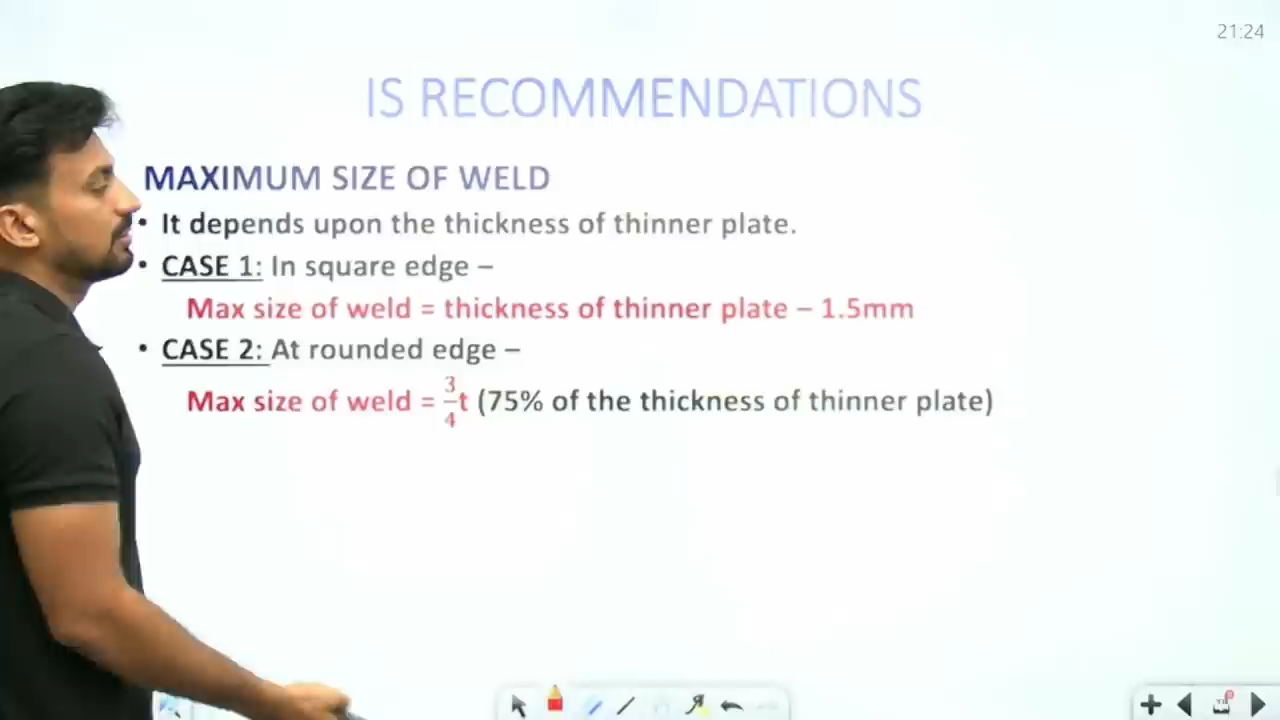 21:24
IS RECOMMENDATIONS
MAXIMUM SIZE OF WELD
• It depends upon the thickness of thinner plate.
• CASE 1: In square edge –
Max size of weld = thickness of thinner plate – 1.5mm
• CASE 2: At rounded edge –
Max size of weld = 3/4 t (75% of the thickness of thinner plate)